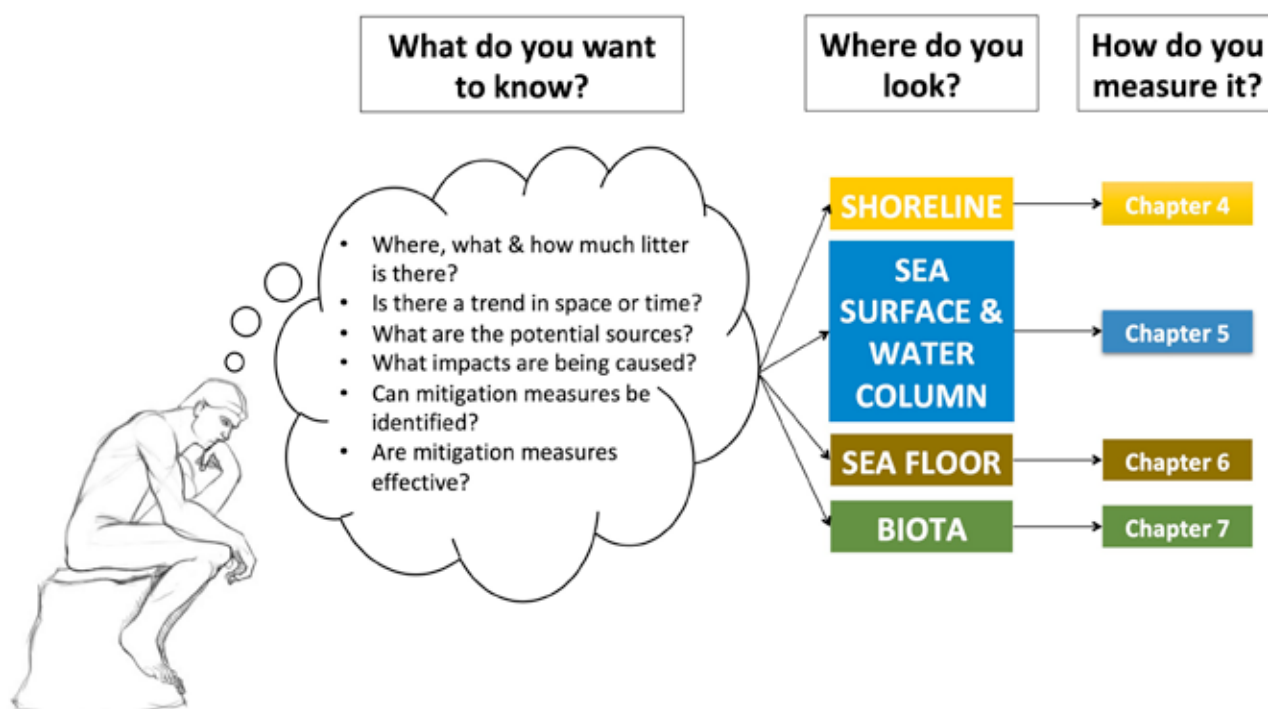 What do you want
to know?
Where do you
look?
How do you
measure it?
• Where, what & how much litter
is there?
• Is there a trend in space or time?
• What are the potential sources?
• What impacts are being caused?
• Can mitigation measures be
identified?
• Are mitigation measures
effective?
SHORELINE
Chapter 4
SEA
SURFACE &
WATER
COLUMN
Chapter 5
SEA FLOOR
Chapter 6
BIOTA
Chapter 7